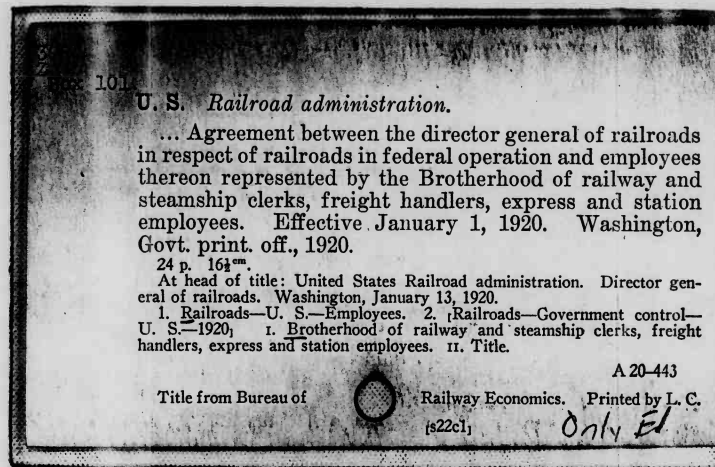 Box 101
U. S. Railroad administration.
... Agreement between the director general of railroads
in respect of railroads in federal operation and employees
thereon represented by the Brotherhood of railway and
steamship clerks, freight handlers, express and station
employees. Effective January 1, 1920. Washington,
Govt. print. off., 1920.
24 p. 16½ᶜᵐ.
At head of title: United States Railroad administration. Director gen-
eral of railroads. Washington, January 13, 1920.
1. Railroads—U. S.—Employees. 2. [Railroads—Government control—
U. S.—1920] I. Brotherhood of railway and steamship clerks, freight
handlers, express and station employees. II. Title.
A 20-443
Title from Bureau of Railway Economics. Printed by L. C.
[s22c1]
Only Ed